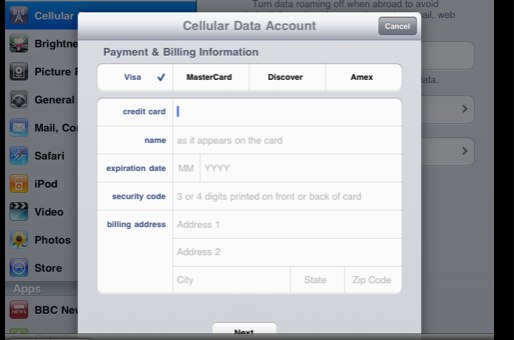 Turn data roaming off when abroad to avoid
Cellular
Cellular Data Account
Cancel
ail, web
Brightne
Payment & Billing Information
Picture F
Visa ✓ MasterCard Discover Amex
data.
General
credit card
Mail, Co
name as it appears on the card
Safari
expiration date MM YYYY
iPod
security code 3 or 4 digits printed on front or back of card
Video
billing address Address 1
Photos
Address 2
Store
City State Zip Code
Apps
BBC Nev
Next